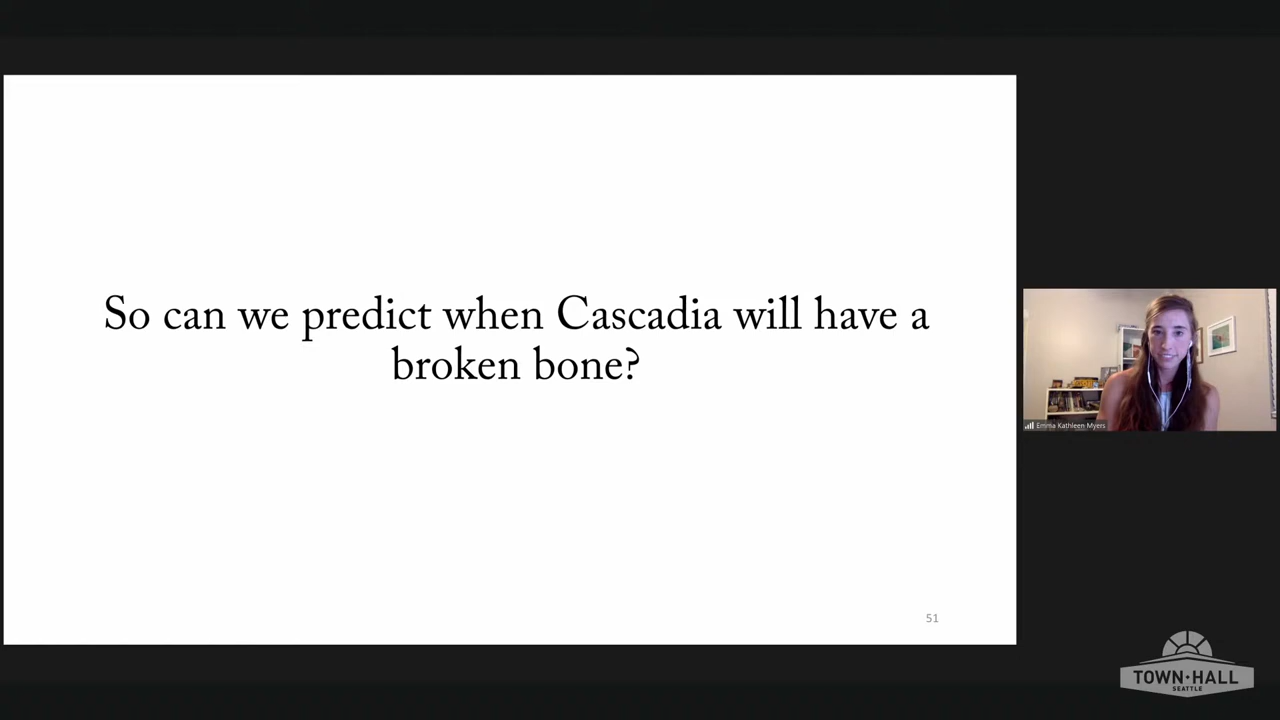 So can we predict when Cascadia will have a
broken bone?
51
Emma Kathleen Myers
TOWN·HALL
SEATTLE